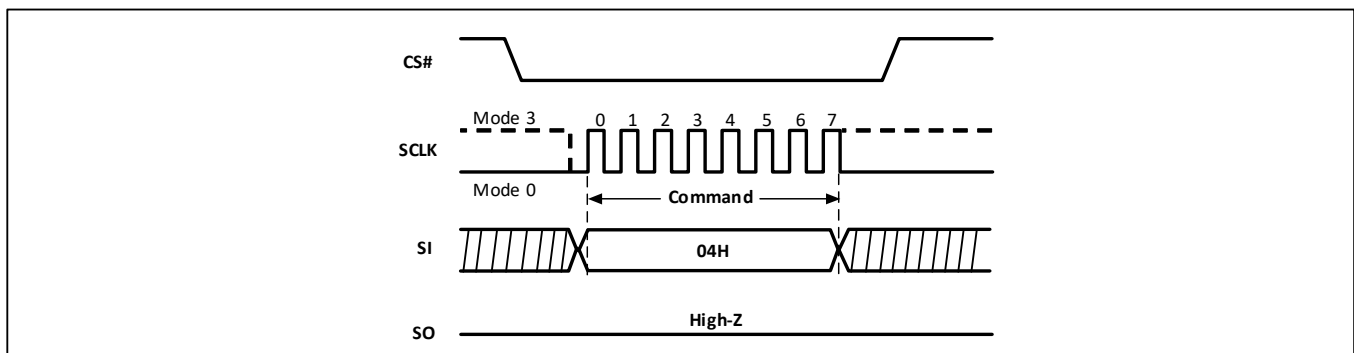 CS#
Mode 3
0 1 2 3 4 5 6 7
SCLK
Mode 0
Command
SI
04H
High-Z
SO